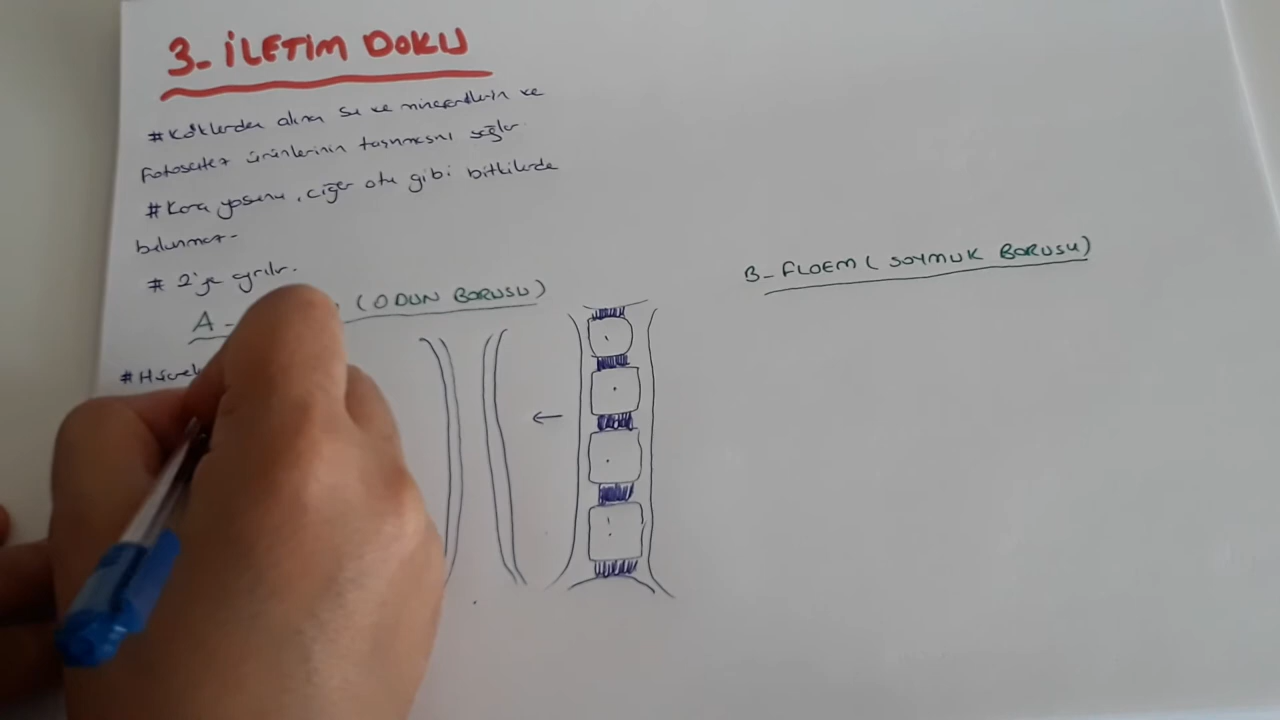 3- İLETİM DOKU
# Köklerden alınan su ve minerallerin ve
fotosentez ürünlerinin taşınmasını sağlar.
# Kara yosunu, ciğer otu gibi bitkilerde
bulunmaz.
# 2'ye ayrılır.
A- (ODUN BORUSU)
B- FLOEM (SOYMUK BORUSU)